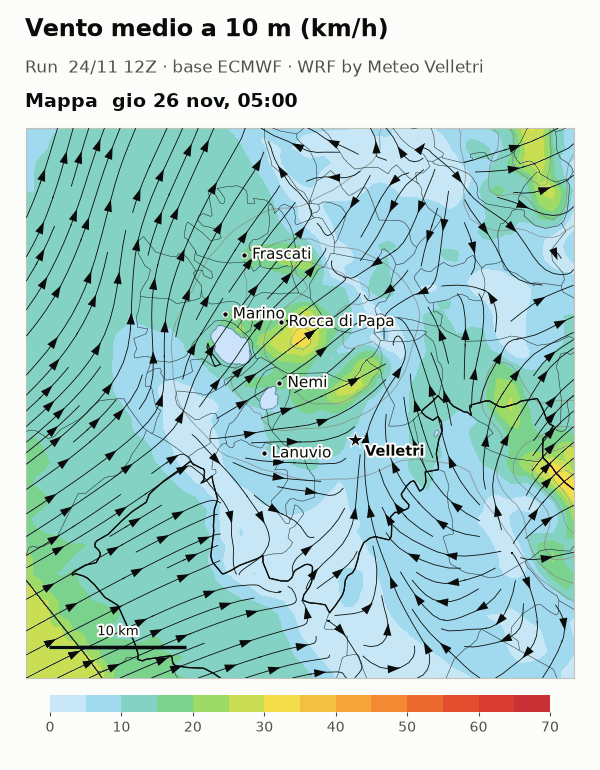 Vento medio a 10 m (km/h)
Run 24/11 12Z · base ECMWF · WRF by Meteo Velletri
Mappa gio 26 nov, 05:00
Frascati
Marino
Rocca di Papa
Nemi
Velletri
Lanuvio
10 km
0 10 20 30 40 50 60 70